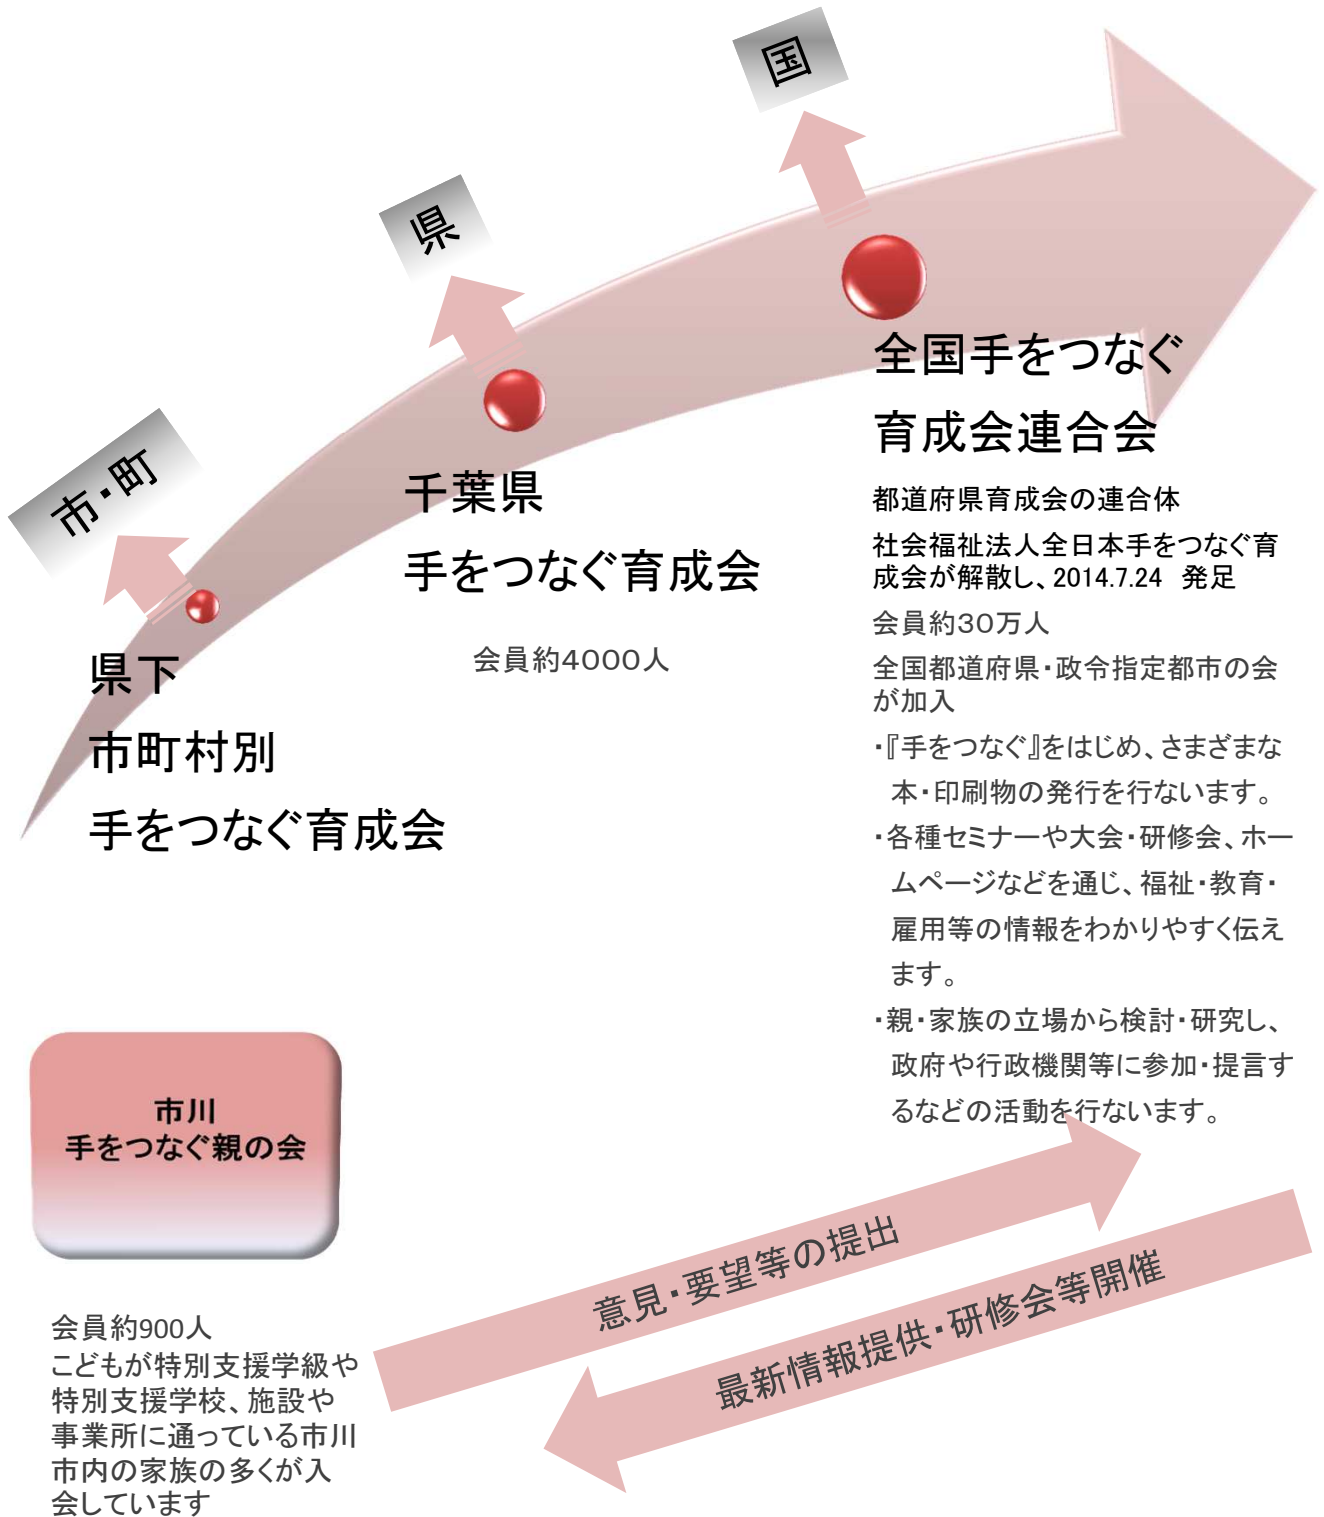 国
県
市・町
全国手をつなぐ
育成会連合会
都道府県育成会の連合体
社会福祉法人全日本手をつなぐ育
成会が解散し、2014.7.24　発足
会員約３０万人
全国都道府県・政令指定都市の会
が加入
・『手をつなぐ』をはじめ、さまざまな
本・印刷物の発行を行ないます。
・各種セミナーや大会・研修会、ホー
ムページなどを通じ、福祉・教育・
雇用等の情報をわかりやすく伝え
ます。
・親・家族の立場から検討・研究し、
政府や行政機関等に参加・提言す
るなどの活動を行ないます。
千葉県
手をつなぐ育成会
会員約４０００人
県下
市町村別
手をつなぐ育成会
市川
手をつなぐ親の会
会員約900人
こどもが特別支援学級や
特別支援学校、施設や
事業所に通っている市川
市内の家族の多くが入
会しています
意見・要望等の提出
最新情報提供・研修会等開催